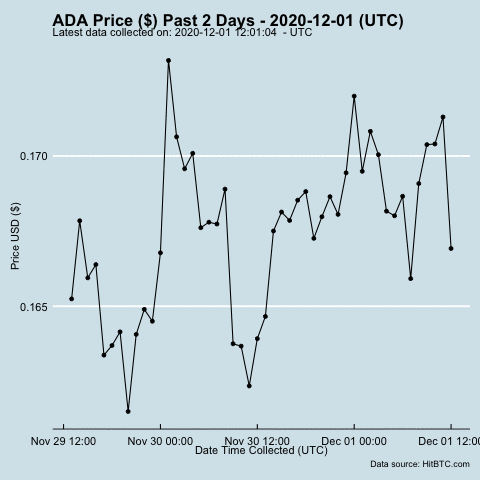 ADA Price ($) Past 2 Days - 2020-12-01 (UTC)
Latest data collected on: 2020-12-01 12:01:04 - UTC
Price USD ($)
0.170
0.165
Nov 29 12:00 Nov 30 00:00 Nov 30 12:00 Dec 01 00:00 Dec 01 12:00
Date Time Collected (UTC)
Data source: HitBTC.com